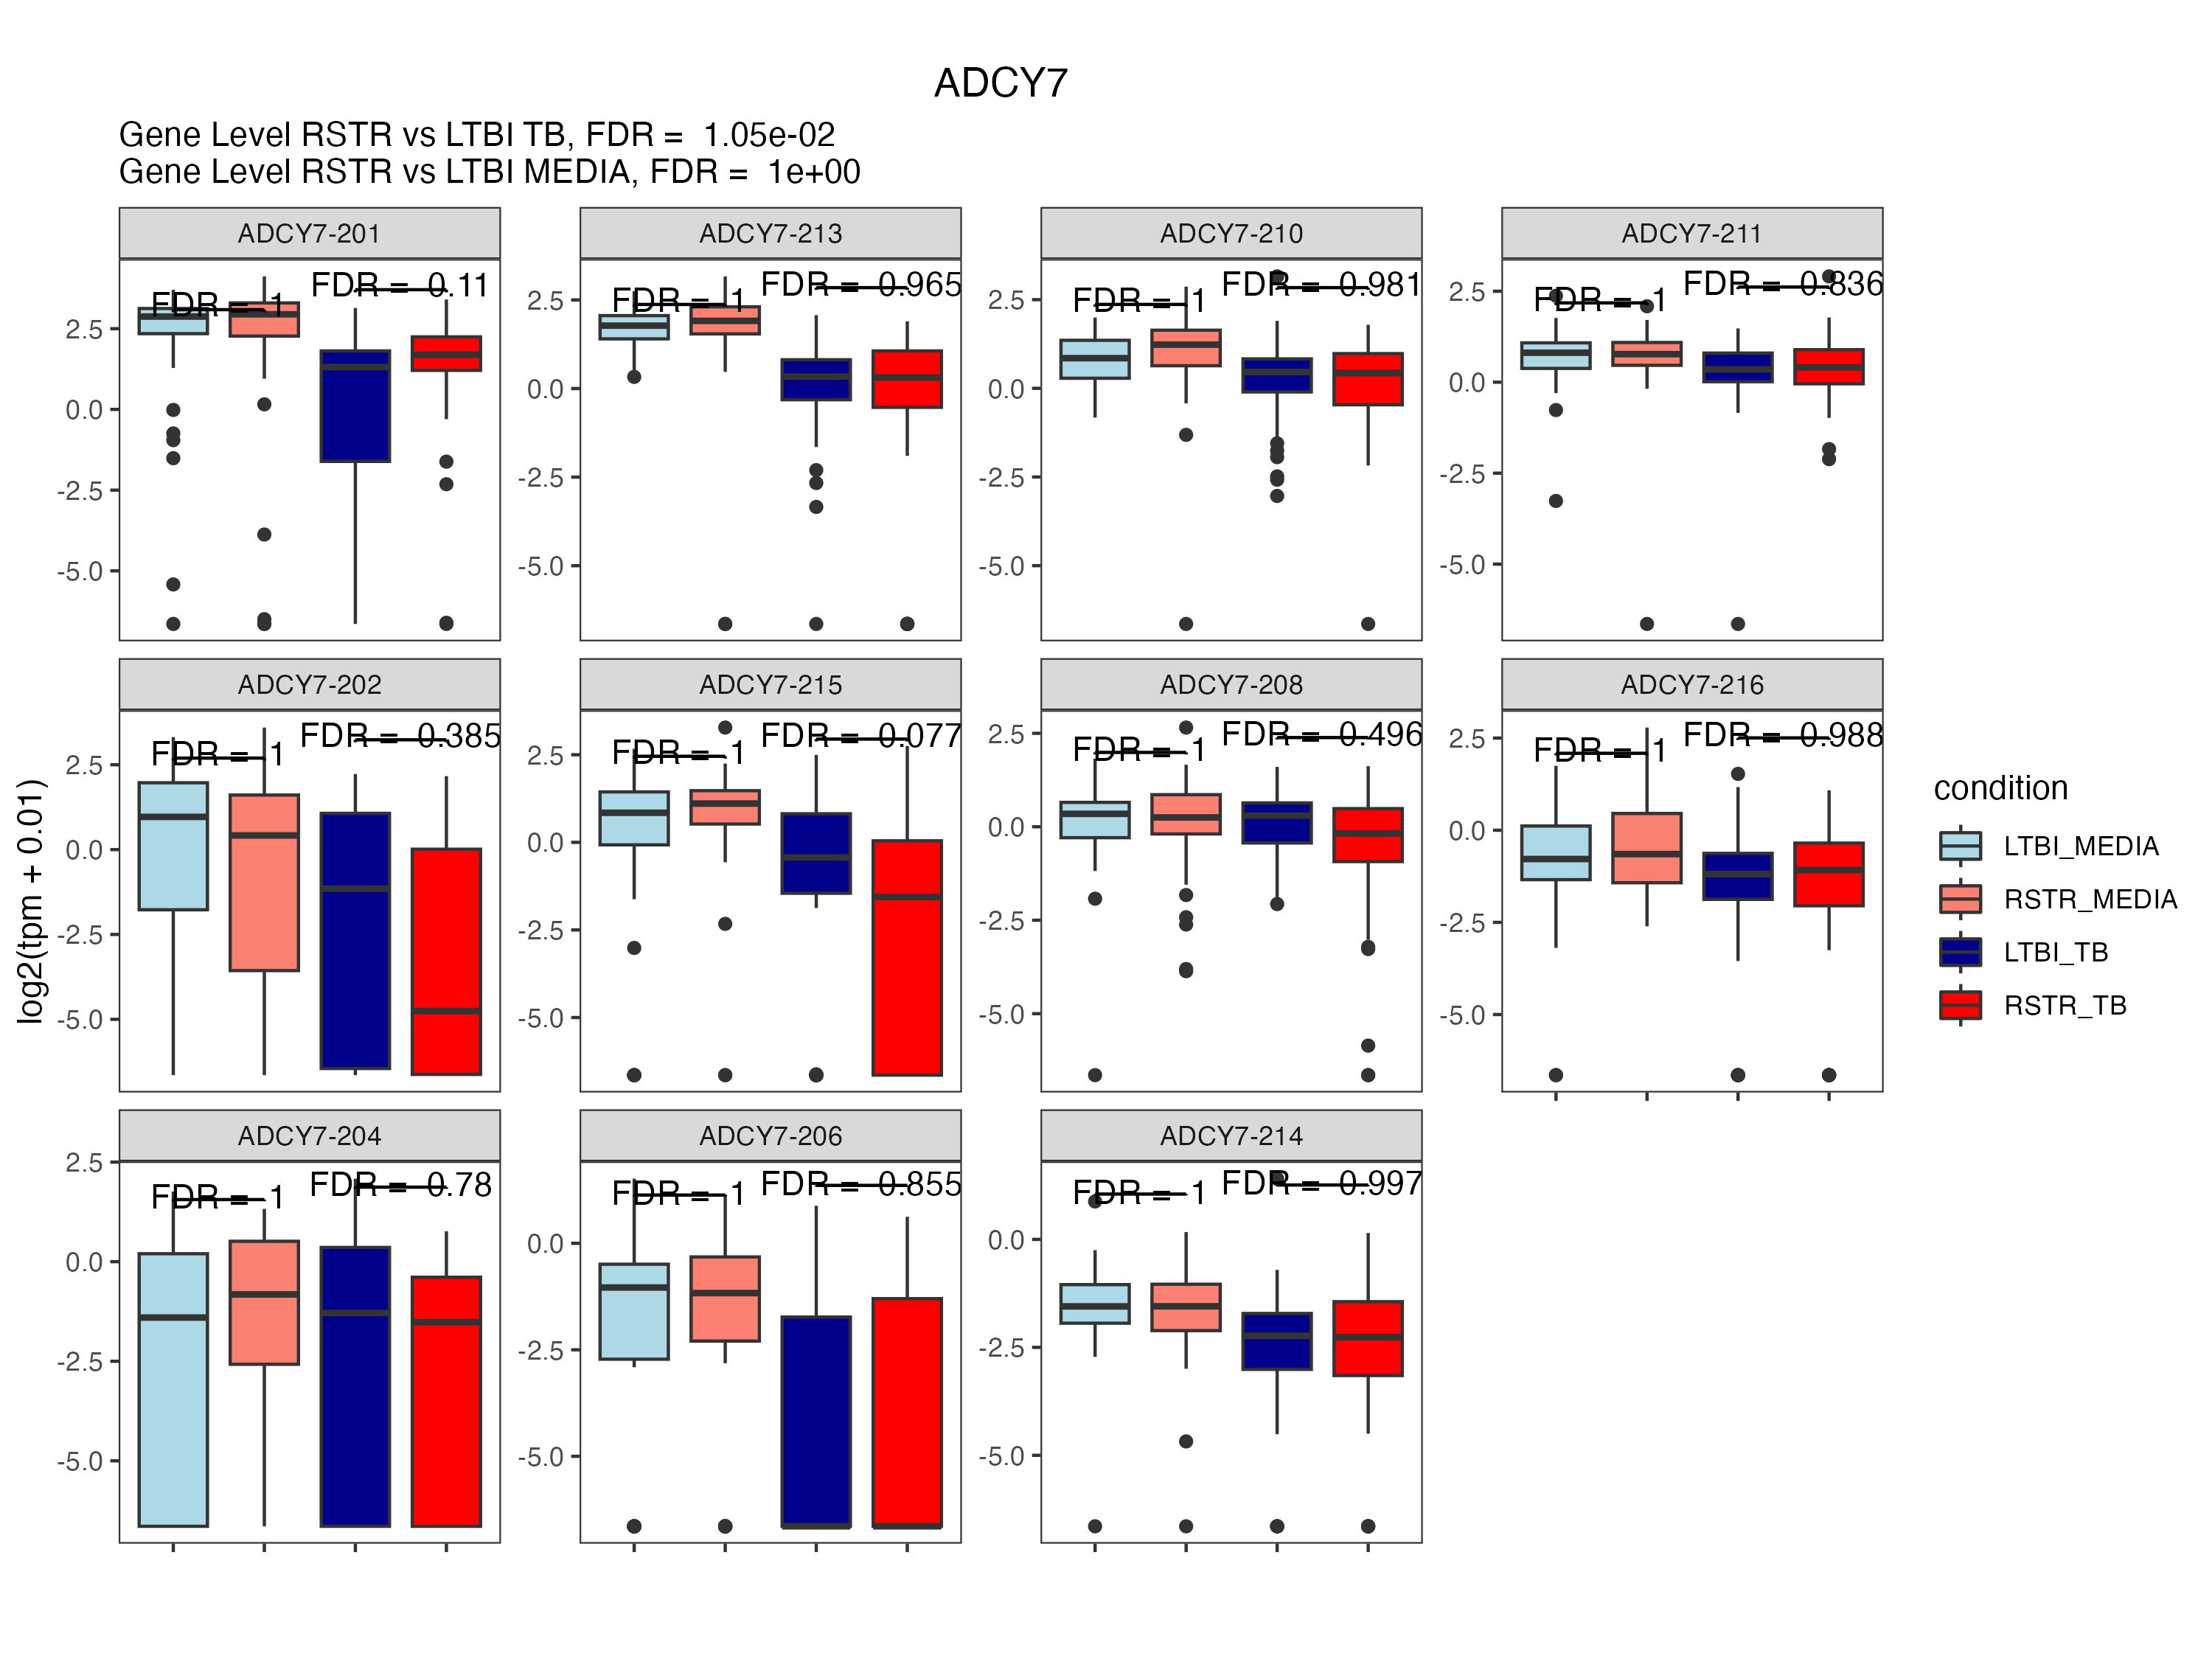 ADCY7
Gene Level RSTR vs LTBI TB, FDR =  1.05e-02
Gene Level RSTR vs LTBI MEDIA, FDR =  1e+00
ADCY7-201
ADCY7-213
ADCY7-210
ADCY7-211
FDR =  1
FDR =  0.11
2.5
0.0
-2.5
-5.0
FDR =  1
FDR =  0.965
2.5
0.0
-2.5
-5.0
FDR =  1
FDR =  0.981
2.5
0.0
-2.5
-5.0
FDR =  1
FDR =  0.836
2.5
0.0
-2.5
-5.0
ADCY7-202
ADCY7-215
ADCY7-208
ADCY7-216
FDR =  1
FDR =  0.385
2.5
0.0
-2.5
-5.0
FDR =  1
FDR =  0.077
2.5
0.0
-2.5
-5.0
FDR =  1
FDR =  0.496
2.5
0.0
-2.5
-5.0
FDR =  1
FDR =  0.988
2.5
0.0
-2.5
-5.0
ADCY7-204
ADCY7-206
ADCY7-214
FDR =  1
FDR =  0.78
2.5
0.0
-2.5
-5.0
FDR =  1
FDR =  0.855
0.0
-2.5
-5.0
FDR =  1
FDR =  0.997
0.0
-2.5
-5.0
log2(tpm + 0.01)
condition
LTBI_MEDIA
RSTR_MEDIA
LTBI_TB
RSTR_TB